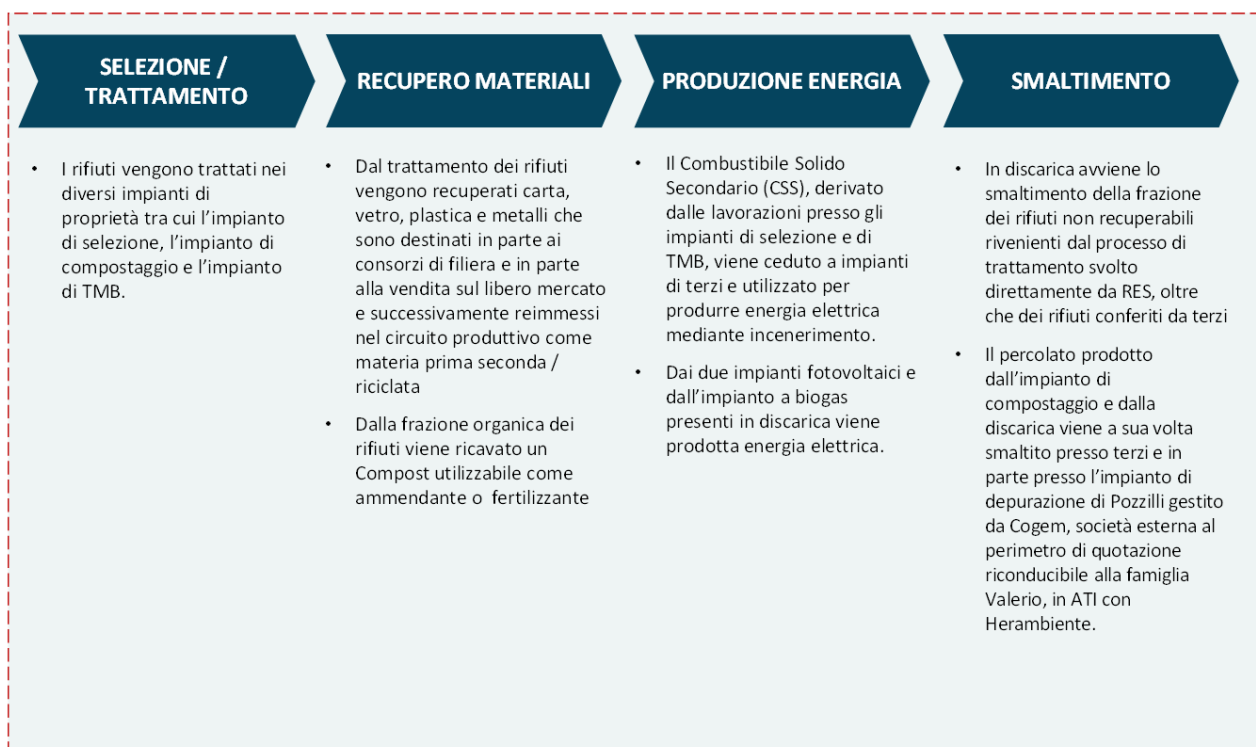 SELEZIONE /
TRATTAMENTO
• I rifiuti vengono trattati nei
diversi impianti di
proprietà tra cui l'impianto
di selezione, l'impianto di
compostaggio e l'impianto
di TMB.
RECUPERO MATERIALI
• Dal trattamento dei rifiuti
vengono recuperati carta,
vetro, plastica e metalli che
sono destinati in parte ai
consorzi di filiera e in parte
alla vendita sul libero mercato
e successivamente reimmessi
nel circuito produttivo come
materia prima seconda /
riciclata
• Dalla frazione organica dei
rifiuti viene ricavato un
Compost utilizzabile come
ammendante o fertilizzante
PRODUZIONE ENERGIA
• Il Combustibile Solido
Secondario (CSS), derivato
dalle lavorazioni presso gli
impianti di selezione e di
TMB, viene ceduto a impianti
di terzi e utilizzato per
produrre energia elettrica
mediante incenerimento.
• Dai due impianti fotovoltaici e
dall'impianto a biogas
presenti in discarica viene
prodotta energia elettrica.
SMALTIMENTO
• In discarica avviene lo
smaltimento della frazione
dei rifiuti non recuperabili
rivenienti dal processo di
trattamento svolto
direttamente da RES, oltre
che dei rifiuti conferiti da terzi
• Il percolato prodotto
dall'impianto di
compostaggio e dalla
discarica viene a sua volta
smaltito presso terzi e in
parte presso l'impianto di
depurazione di Pozzilli gestito
da Cogem, società esterna al
perimetro di quotazione
riconducibile alla famiglia
Valerio, in ATI con
Herambiente.